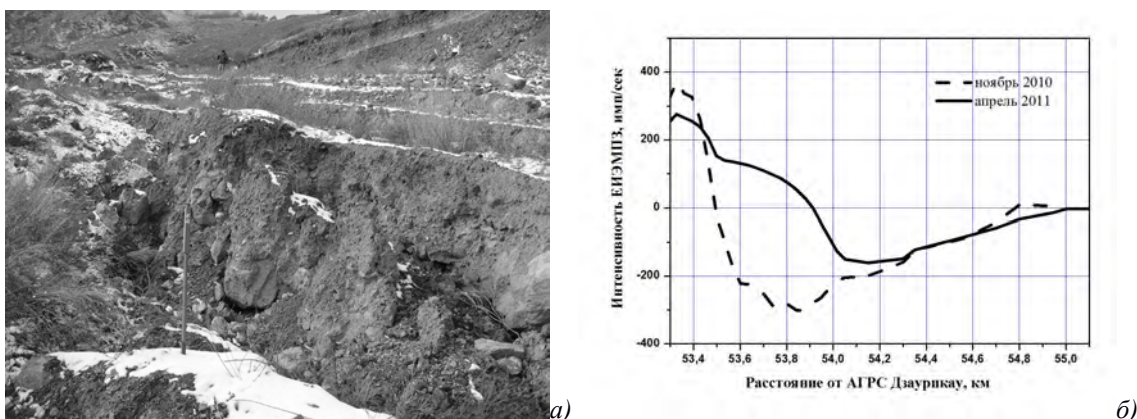 400
200
0
-200
-400
Интенсивность ЕИЭМПЗ, имп/сек
ноябрь 2010
апрель 2011
53,4 53,6 53,8 54,0 54,2 54,4 54,6 54,8 55,0
Расстояние от АГРС Дзаурикау, км
а)
б)